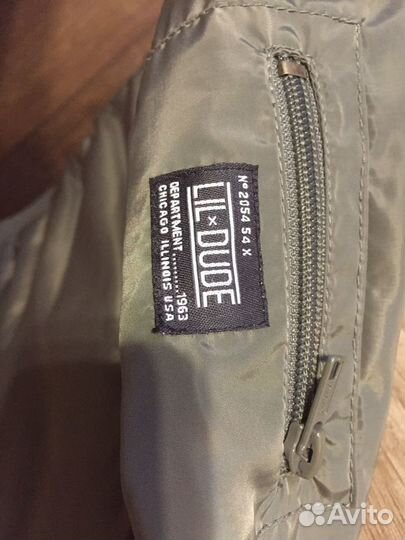 Nº 2054 54 X
LIL × DUDE
DEPARTMENT..........1963
CHICAGO ILLINOIS USA
Avito